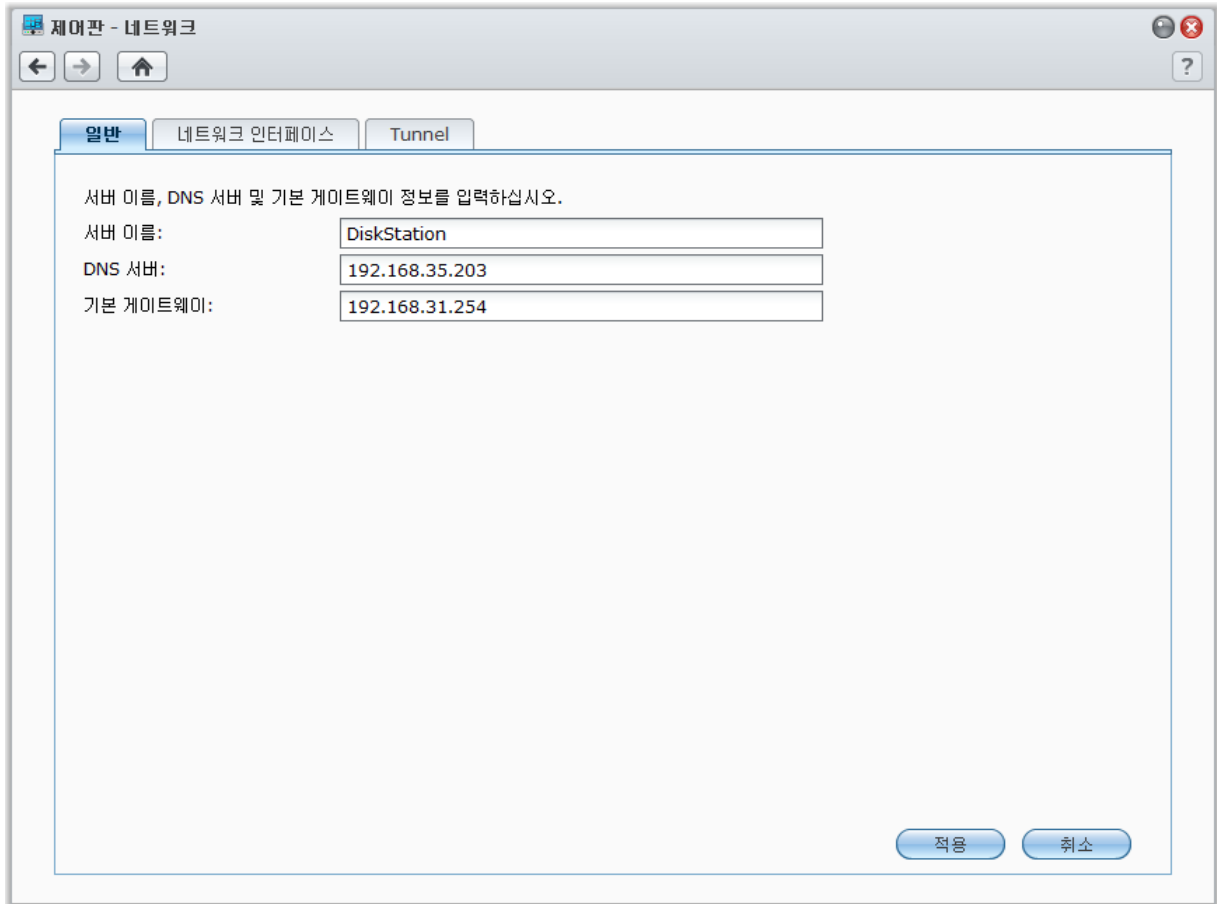 제어판 - 네트워크
?
일반 네트워크 인터페이스 Tunnel
서버 이름, DNS 서버 및 기본 게이트웨이 정보를 입력하십시오.
서버 이름: DiskStation
DNS 서버: 192.168.35.203
기본 게이트웨이: 192.168.31.254
적용 취소